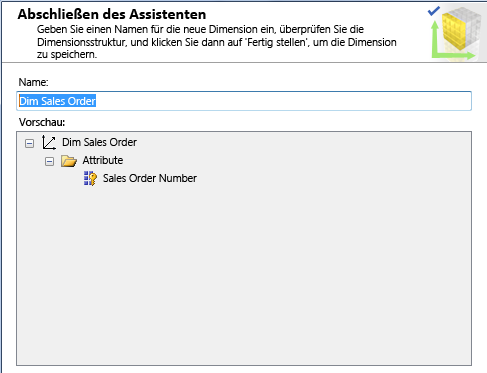 Abschließen des Assistenten
Geben Sie einen Namen für die neue Dimension ein, überprüfen Sie die
Dimensionsstruktur, und klicken Sie dann auf 'Fertig stellen', um die Dimension
zu speichern.
Name:
Dim Sales Order
Vorschau:
Dim Sales Order
Attribute
Sales Order Number